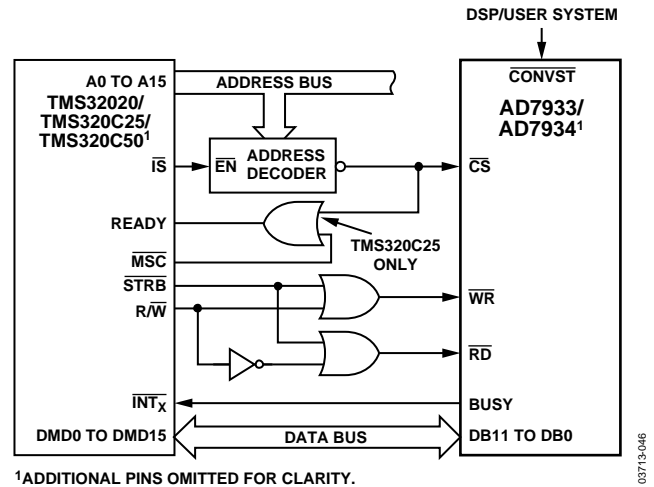 DSP/USER SYSTEM
A0 TO A15
ADDRESS BUS
CONVST
TMS32020/
TMS320C25/
TMS320C50¹
AD7933/
AD7934¹
IS
EN
ADDRESS
DECODER
CS
READY
TMS320C25
ONLY
MSC
STRB
R/W
WR
RD
INTX
BUSY
DMD0 TO DMD15
DATA BUS
DB11 TO DB0
¹ADDITIONAL PINS OMITTED FOR CLARITY.
03713-046